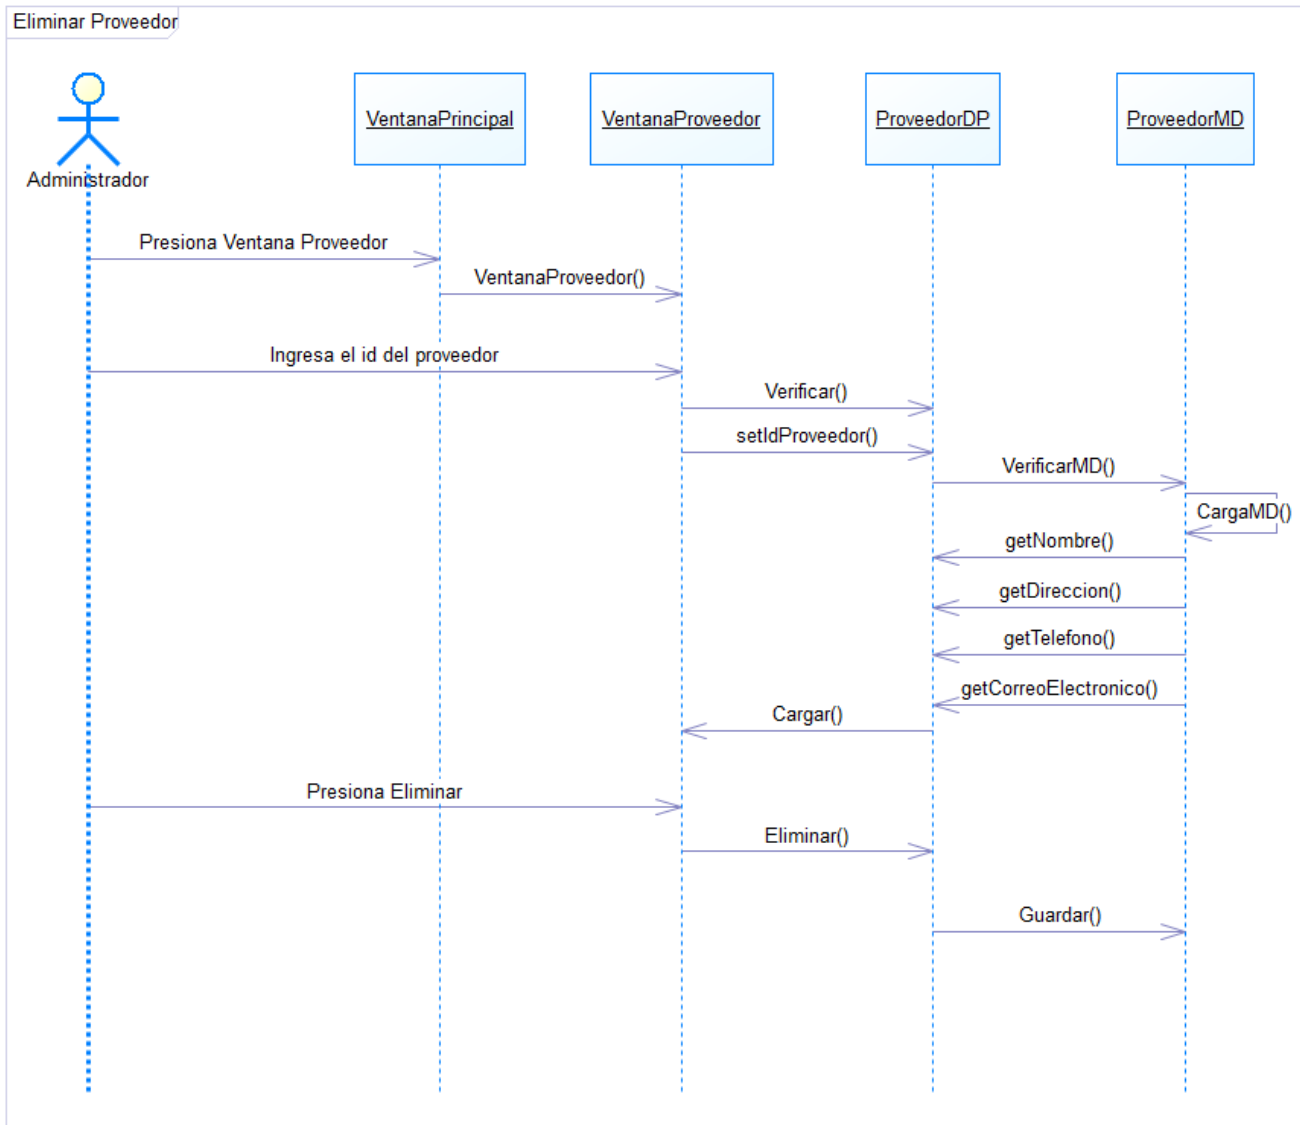 Eliminar Proveedor
Administrador
VentanaPrincipal
VentanaProveedor
ProveedorDP
ProveedorMD
Presiona Ventana Proveedor
VentanaProveedor()
Ingresa el id del proveedor
Verificar()
setIdProveedor()
VerificarMD()
CargaMD()
getNombre()
getDireccion()
getTelefono()
getCorreoElectronico()
Cargar()
Presiona Eliminar
Eliminar()
Guardar()